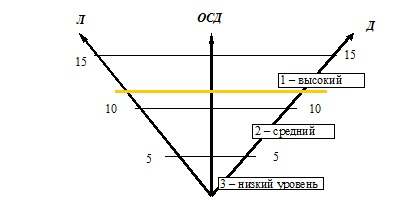 Л ОСД Д
15 15
1 – высокий
10 10
2 – средний
5 5
3 – низкий уровень